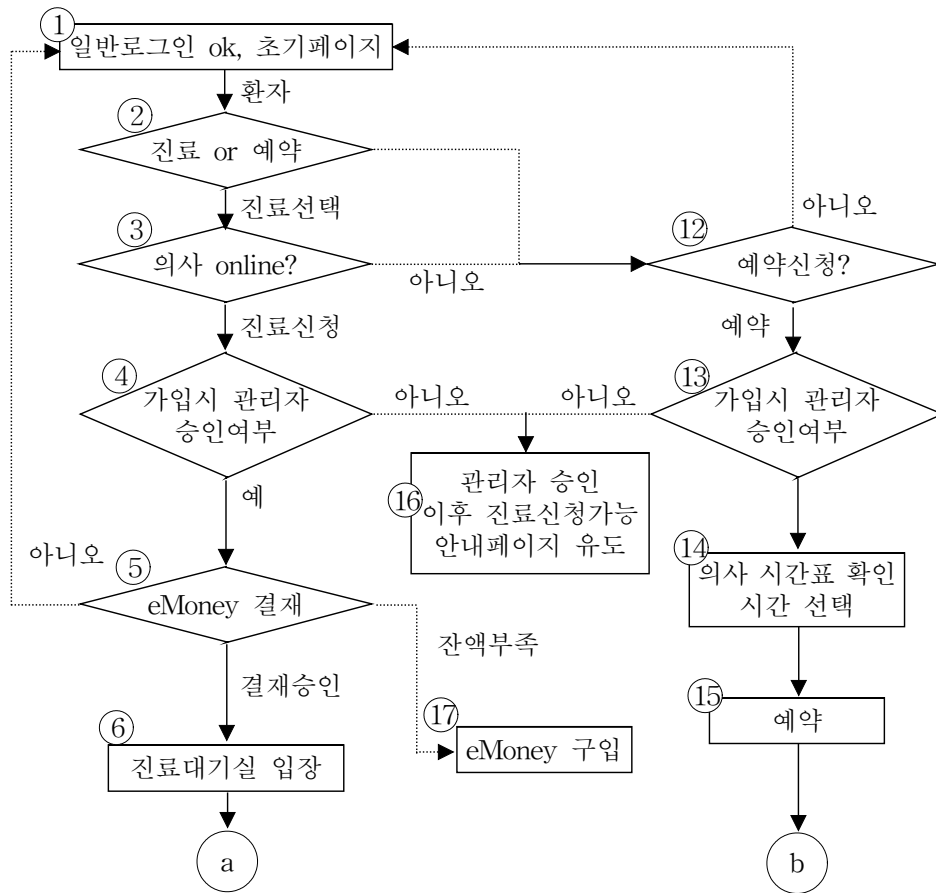 ①
일반로그인 ok, 초기페이지
환자
②
진료 or 예약
진료선택
아니오
③
의사 online?
아니오
⑫
예약신청?
진료신청
예약
④
가입시 관리자
승인여부
아니오
아니오
⑬
가입시 관리자
승인여부
예
⑯
관리자 승인
이후 진료신청가능
안내페이지 유도
아니오
⑤
eMoney 결재
⑭
의사 시간표 확인
시간 선택
잔액부족
결재승인
⑥
진료대기실 입장
⑰
eMoney 구입
⑮
예약
a
b